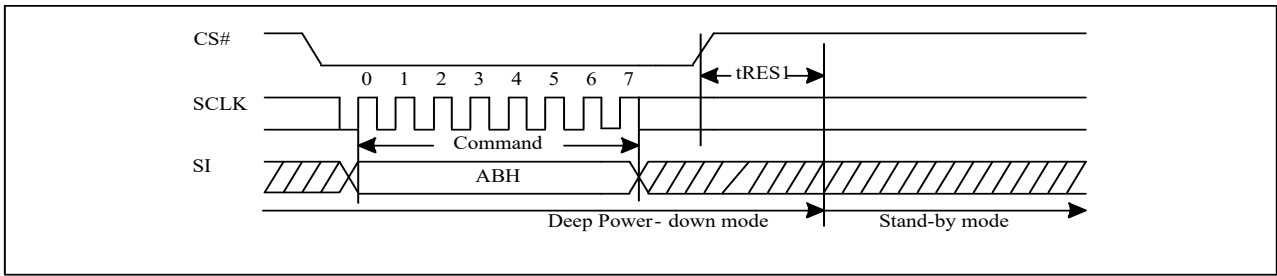 CS#
tRES1
0 1 2 3 4 5 6 7
SCLK
Command
SI
ABH
Deep Power- down mode Stand-by mode